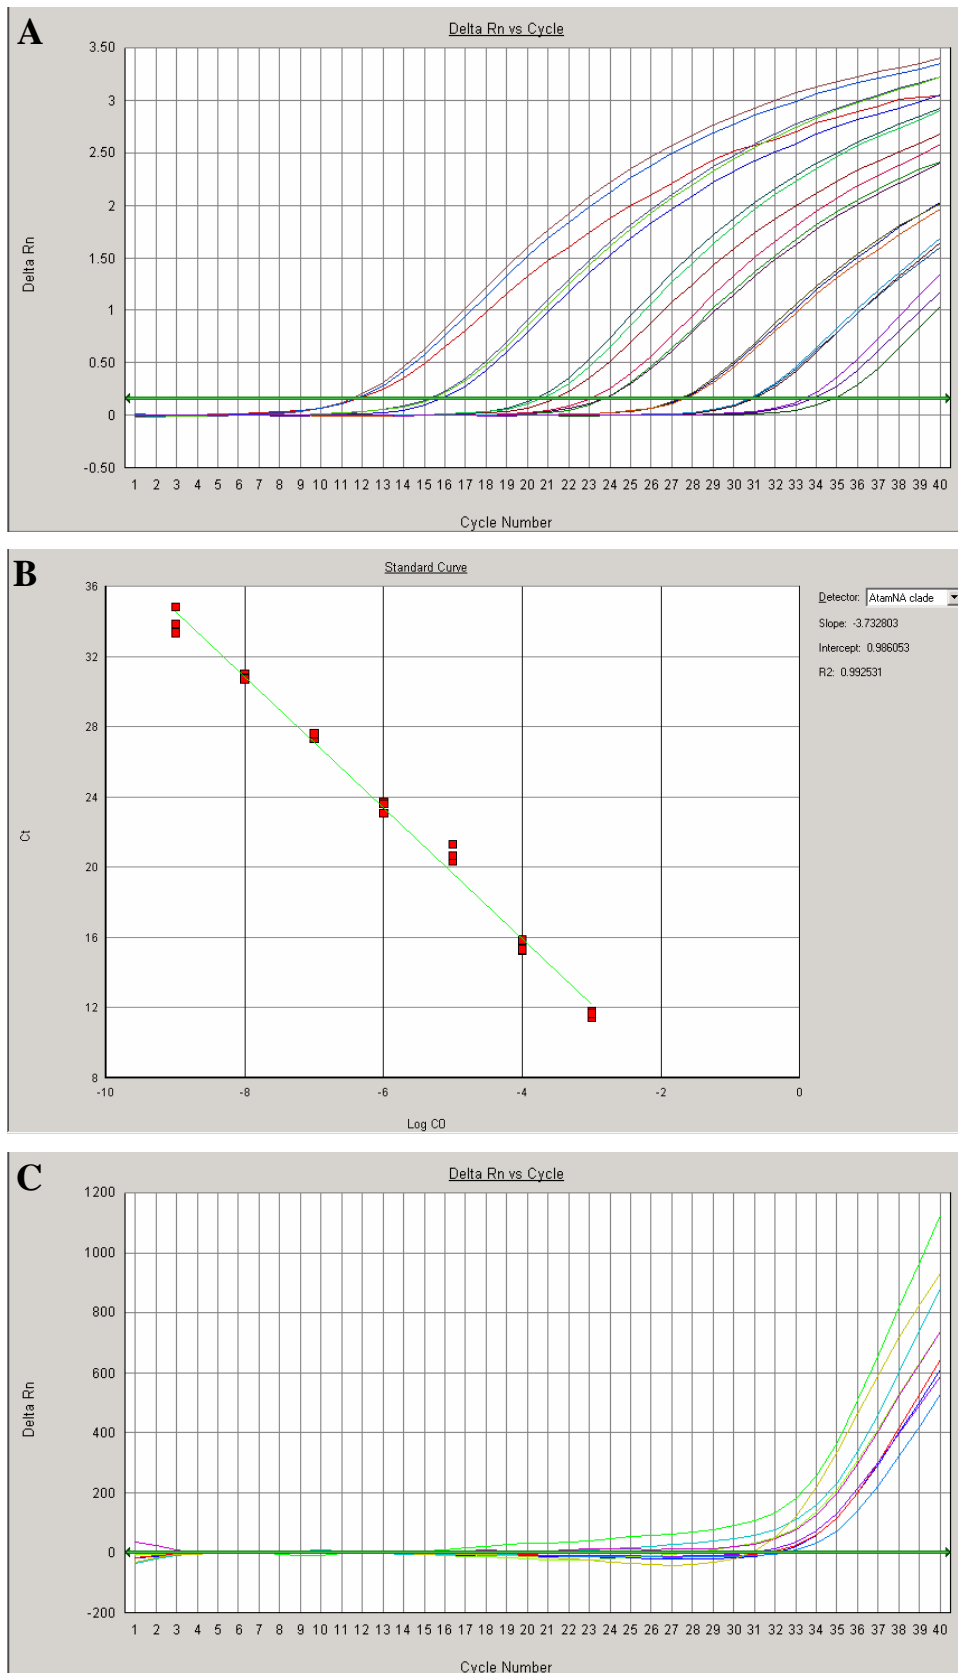 A
Delta Rn vs Cycle
3.50
3
2.50
2
1.50
1
0.50
0
-0.50
Delta Rn
1 2 3 4 5 6 7 8 9 10 11 12 13 14 15 16 17 18 19 20 21 22 23 24 25 26 27 28 29 30 31 32 33 34 35 36 37 38 39 40
Cycle Number
B
Standard Curve
36
32
28
24
20
16
12
8
Ct
-10 -8 -6 -4 -2 0
Log C0
Detector: AtamNA clade
Slope: -3.732803
Intercept: 0.986053
R2: 0.992531
C
Delta Rn vs Cycle
1200
1000
800
600
400
200
0
-200
Delta Rn
1 2 3 4 5 6 7 8 9 10 11 12 13 14 15 16 17 18 19 20 21 22 23 24 25 26 27 28 29 30 31 32 33 34 35 36 37 38 39 40
Cycle Number